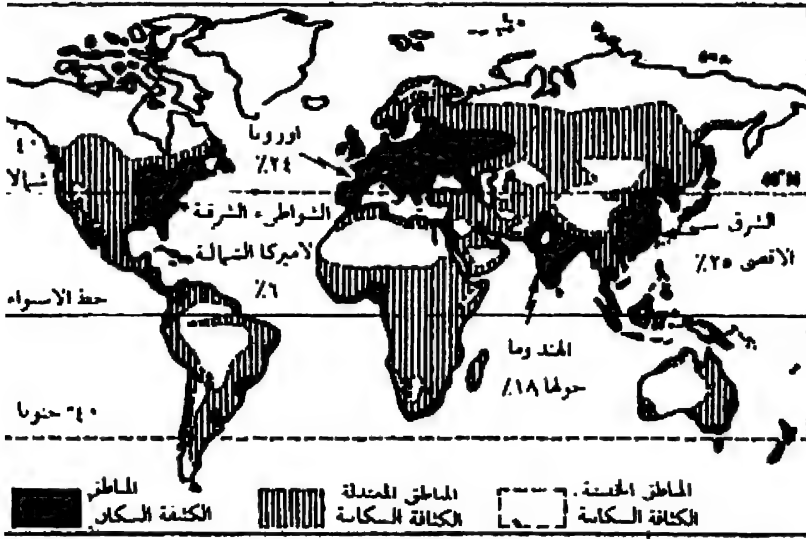 اوروبا
٪٢٤
٤٠
شمالا
40°N
الشواطىء الشرقية
لاميركا الشمالية
٪٦
الشرق
الاقصى ٢٥٪
خط الاستواء
الهند وما
حولها ١٨٪
٤٠° جنوبا
المناطق
الكثيفة السكان
المناطق المعتدلة
الكثافة السكانية
المناطق الخفيفة
الكثافة السكانية